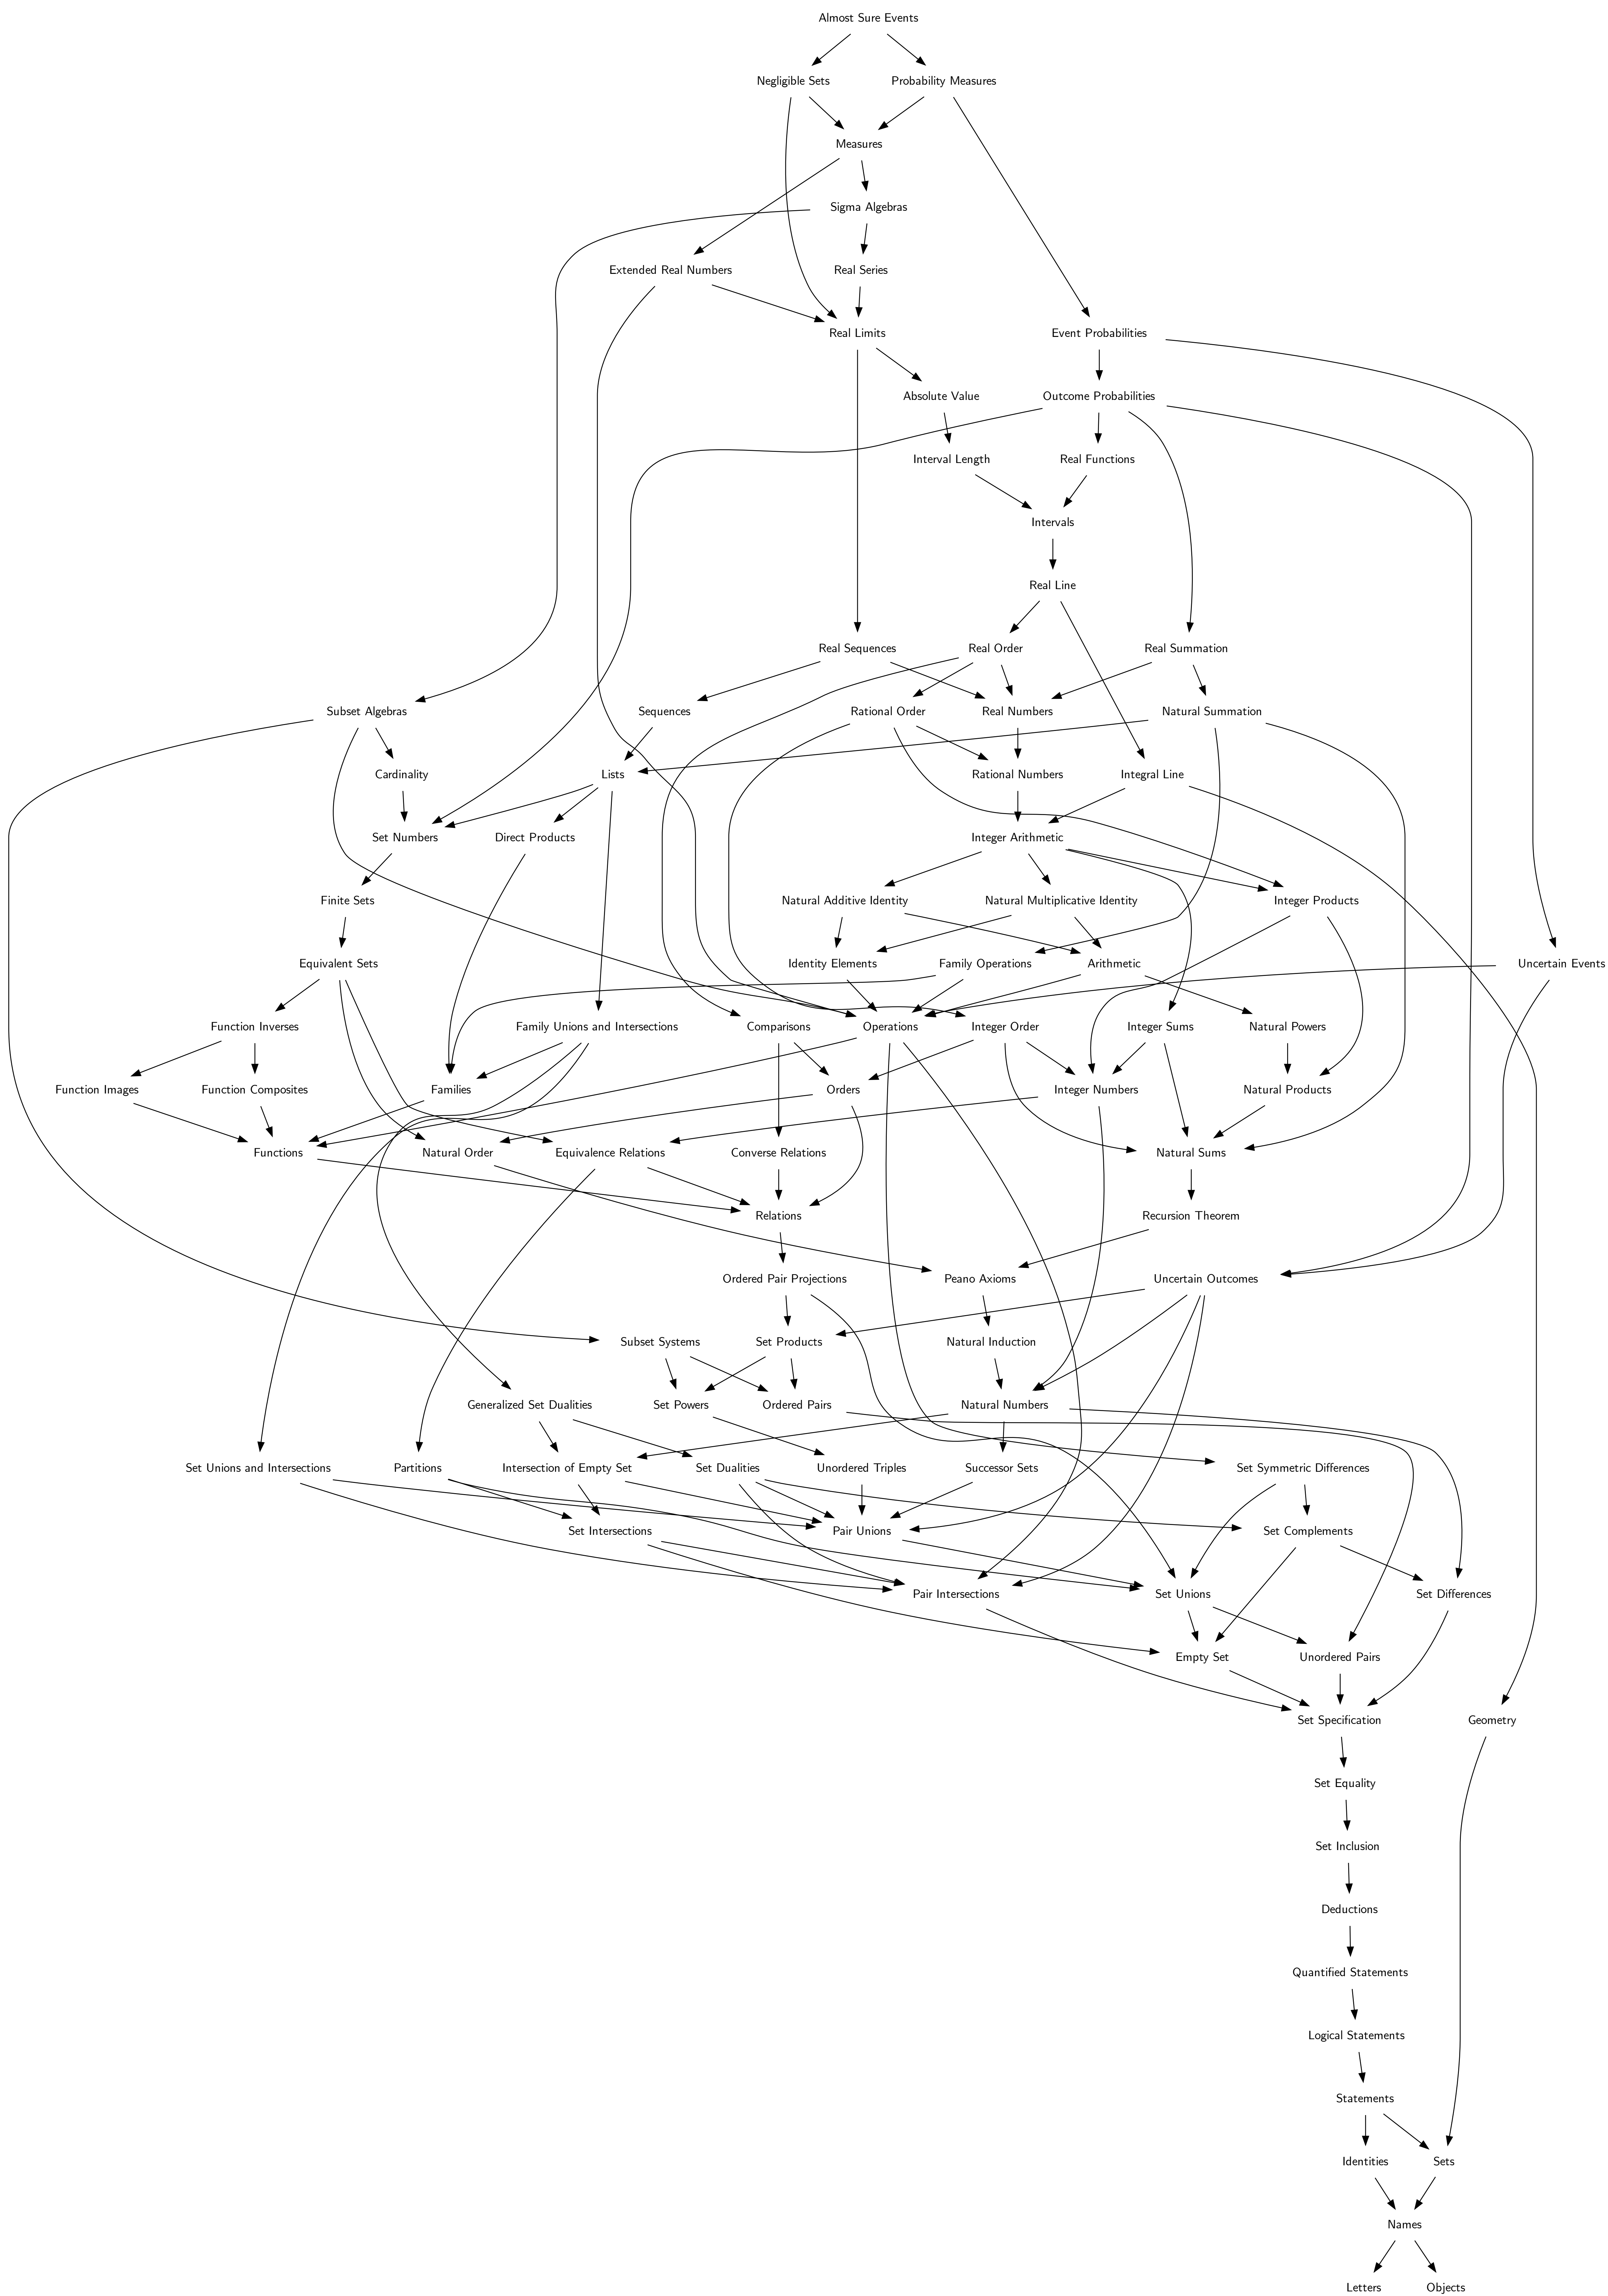 Almost Sure Events
Negligible Sets
Probability Measures
Measures
Sigma Algebras
Extended Real Numbers
Real Series
Real Limits
Event Probabilities
Absolute Value
Outcome Probabilities
Interval Length
Real Functions
Intervals
Real Line
Real Sequences
Real Order
Real Summation
Subset Algebras
Sequences
Rational Order
Real Numbers
Natural Summation
Cardinality
Lists
Rational Numbers
Integral Line
Set Numbers
Direct Products
Integer Arithmetic
Finite Sets
Natural Additive Identity
Natural Multiplicative Identity
Integer Products
Equivalent Sets
Identity Elements
Family Operations
Arithmetic
Uncertain Events
Function Inverses
Family Unions and Intersections
Comparisons
Operations
Integer Order
Integer Sums
Natural Powers
Function Images
Function Composites
Families
Orders
Integer Numbers
Natural Products
Functions
Natural Order
Equivalence Relations
Converse Relations
Natural Sums
Relations
Recursion Theorem
Ordered Pair Projections
Peano Axioms
Uncertain Outcomes
Subset Systems
Set Products
Natural Induction
Generalized Set Dualities
Set Powers
Ordered Pairs
Natural Numbers
Set Unions and Intersections
Partitions
Intersection of Empty Set
Set Dualities
Unordered Triples
Successor Sets
Set Symmetric Differences
Set Intersections
Pair Unions
Set Complements
Pair Intersections
Set Unions
Set Differences
Empty Set
Unordered Pairs
Set Specification
Geometry
Set Equality
Set Inclusion
Deductions
Quantified Statements
Logical Statements
Statements
Identities
Sets
Names
Letters
Objects